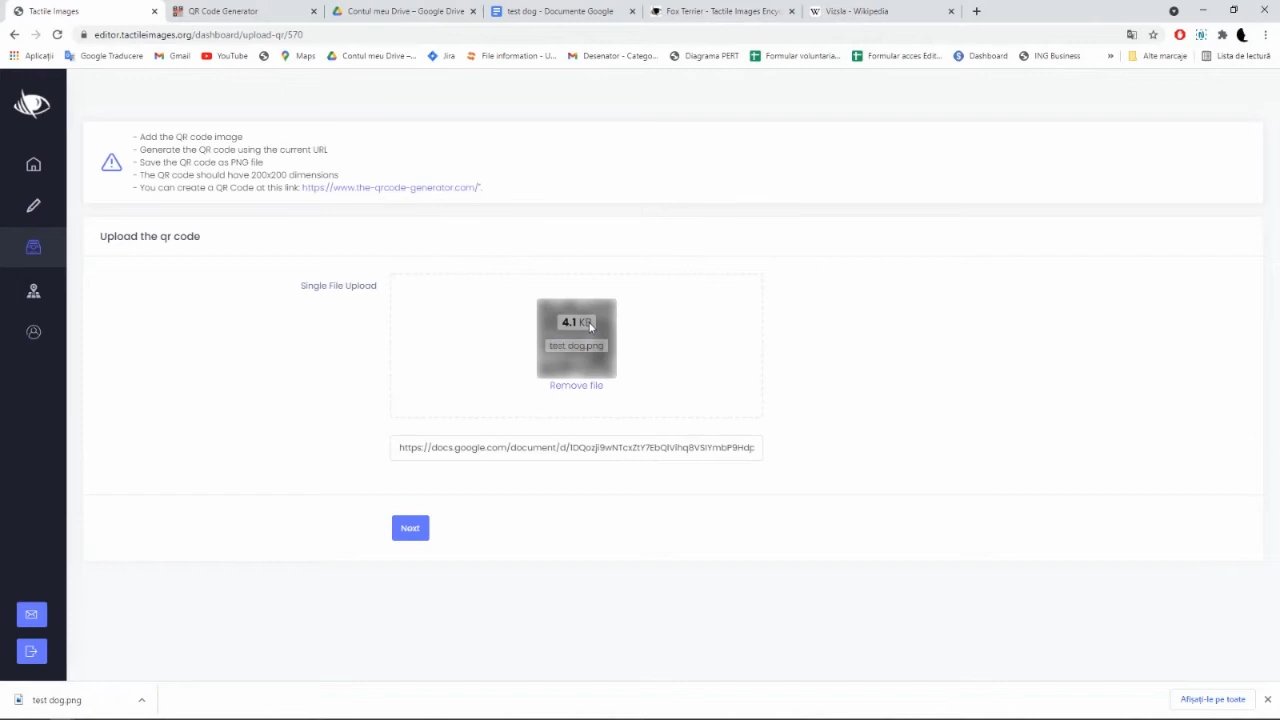 Tactile Images
QR Code Generator
Contul meu Drive – Google Drive
test dog - Documente Google
Fox Terrier - Tactile Images Ency
Vizsla - Wikipedia
editor.tactileimages.org/dashboard/upload-qr/570
Aplicații
Google Traducere
Gmail
YouTube
Maps
Contul meu Drive –...
Jira
File information - U...
Desenator - Catego...
Diagrama PERT
Formular voluntaria...
Formular acces Edit...
Dashboard
ING Business
Alte marcaje
Lista de lectură
- Add the QR code image
- Generate the QR code using the current URL
- Save the QR code as PNG file
- The QR code should have 200x200 dimensions
- You can create a QR Code at this link: https://www.the-qrcode-generator.com/".
Upload the qr code
Single File Upload
4.1 KB
test dog.png
Remove file
https://docs.google.com/document/d/1DQozji9wNTcxZtY7EbQlVlhq8VSIYmbP9Hdp
Next
test dog.png
Afișați-le pe toate